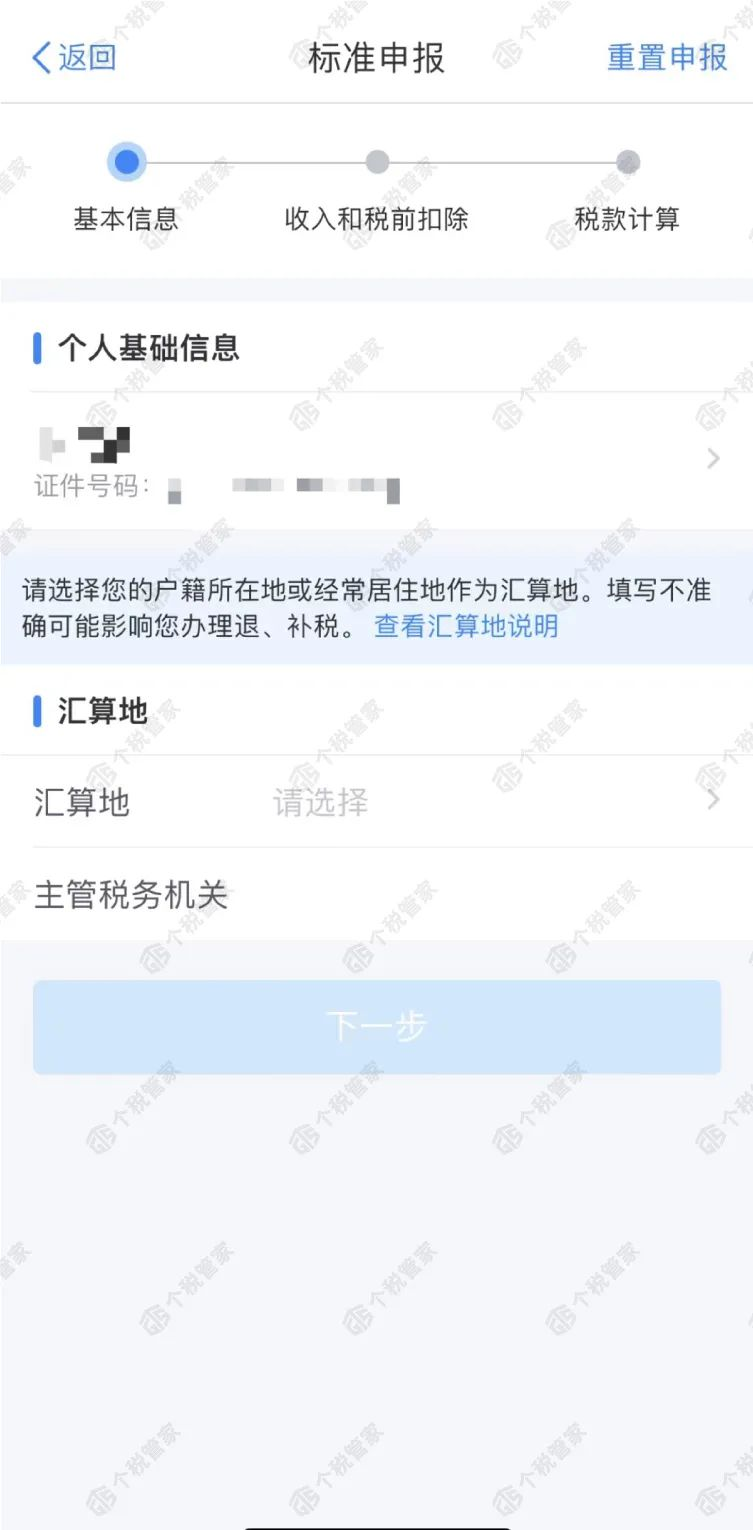 返回 标准申报 重置申报
基本信息 收入和税前扣除 税款计算
个人基础信息
证件号码：
请选择您的户籍所在地或经常居住地作为汇算地。填写不准
确可能影响您办理退、补税。 查看汇算地说明
汇算地
汇算地 请选择
主管税务机关
下一步
个税管家